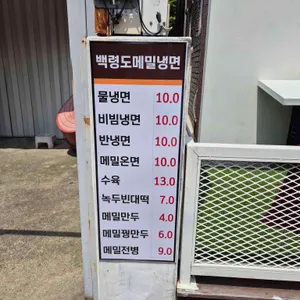 백령도메밀냉면
물냉면 10.0
비빔냉면 10.0
반냉면 10.0
메밀온면 10.0
수육 13.0
녹두빈대떡 7.0
메밀만두 4.0
메밀꿩만두 6.0
메밀전병 9.0